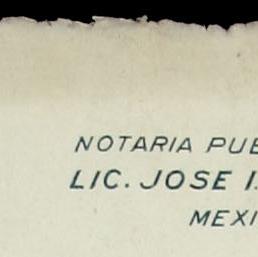 NOTARIA PUB
LIC. JOSE I.
MEXI